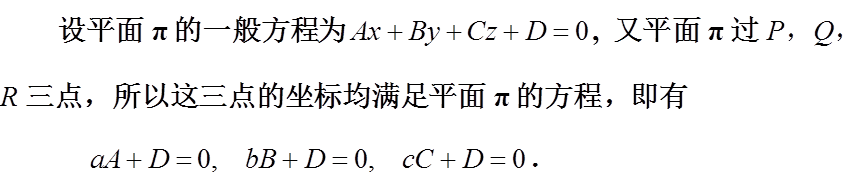 设平面 π 的一般方程为 Ax + By + Cz + D = 0, 又平面 π 过 P，Q，
R 三点，所以这三点的坐标均满足平面 π 的方程，即有
aA + D = 0, bB + D = 0, cC + D = 0 .